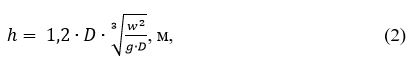 h = 1,2 · D · ∛(w²/(g·D)), м, (2)